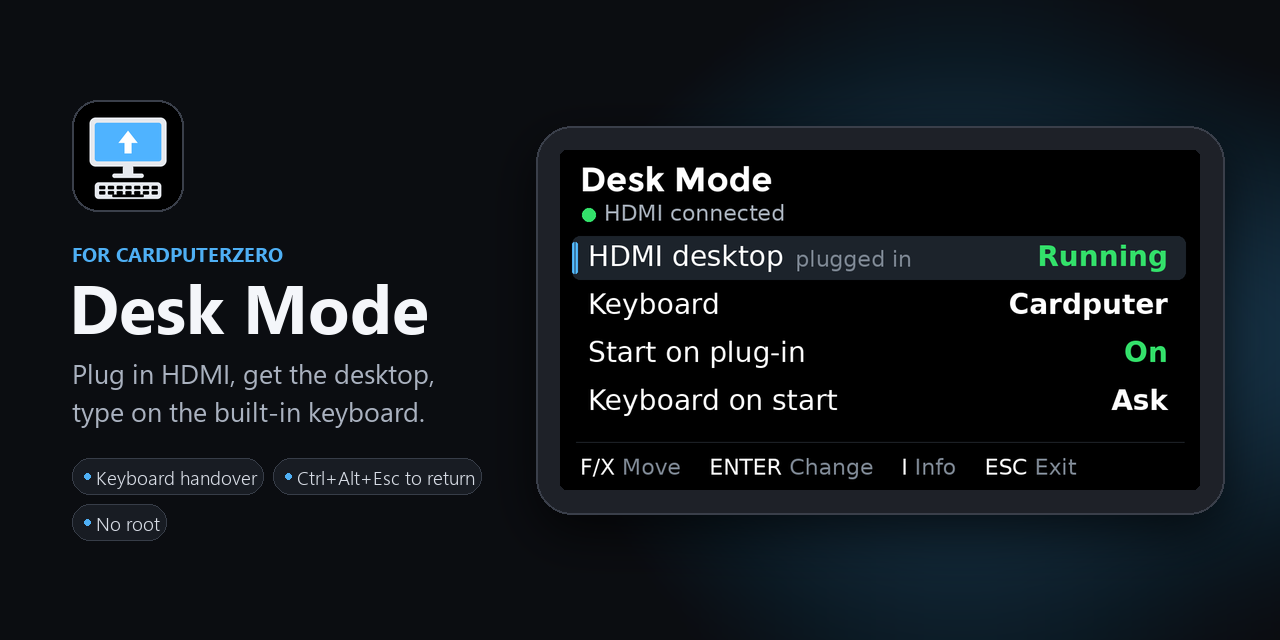 FOR CARDPUTERZERO
Desk Mode
Plug in HDMI, get the desktop,
type on the built-in keyboard.
Keyboard handover
Ctrl+Alt+Esc to return
No root
Desk Mode
HDMI connected
HDMI desktop plugged in Running
Keyboard Cardputer
Start on plug-in On
Keyboard on start Ask
F/X Move ENTER Change I Info ESC Exit